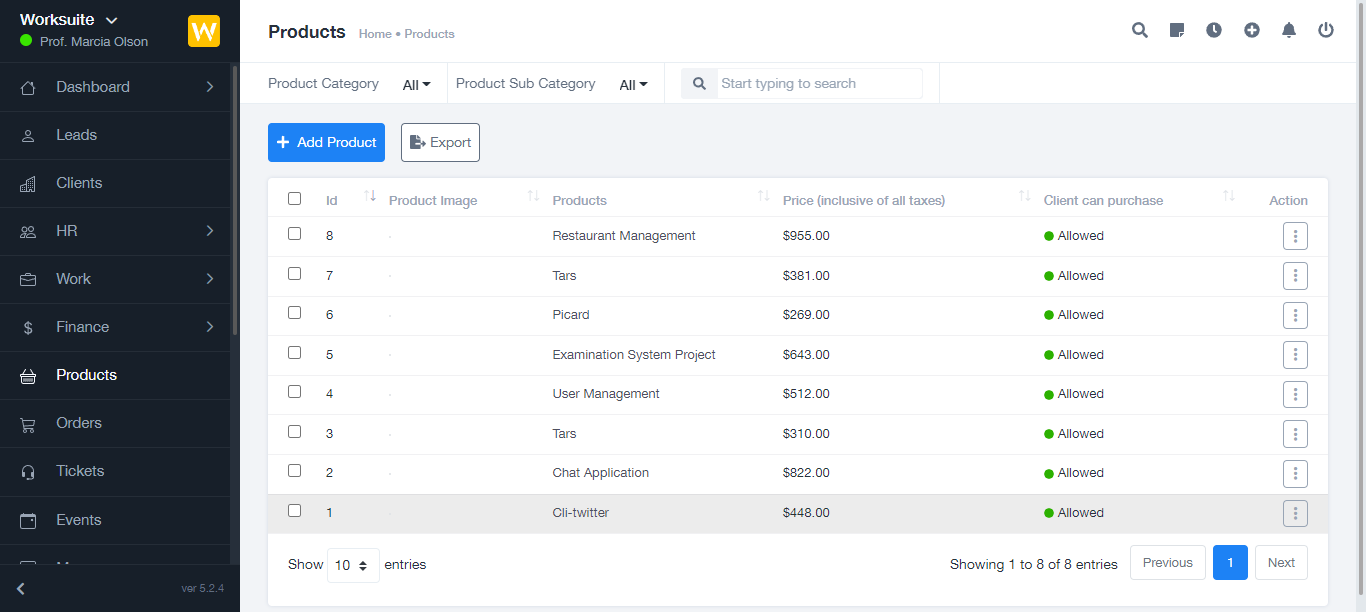 Worksuite
Prof. Marcia Olson
W
Dashboard
Leads
Clients
HR
Work
$ Finance
Products
Orders
Tickets
Events
ver 5.2.4
Products Home • Products
Product Category All Product Sub Category All Start typing to search
+ Add Product Export
Id Product Image Products Price (inclusive of all taxes) Client can purchase Action
8 Restaurant Management $955.00 Allowed
7 Tars $381.00 Allowed
6 Picard $269.00 Allowed
5 Examination System Project $643.00 Allowed
4 User Management $512.00 Allowed
3 Tars $310.00 Allowed
2 Chat Application $822.00 Allowed
1 Cli-twitter $448.00 Allowed
Show 10 entries Showing 1 to 8 of 8 entries Previous 1 Next